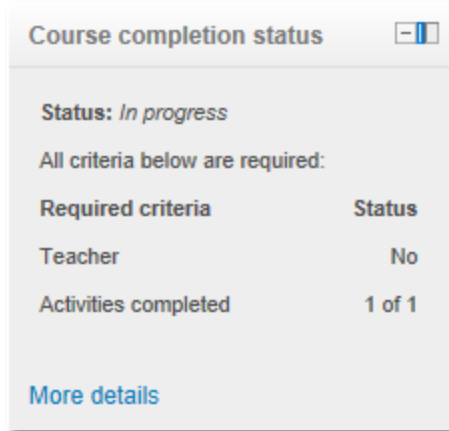 Course completion status
Status: In progress
All criteria below are required:
Required criteria Status
Teacher No
Activities completed 1 of 1
More details